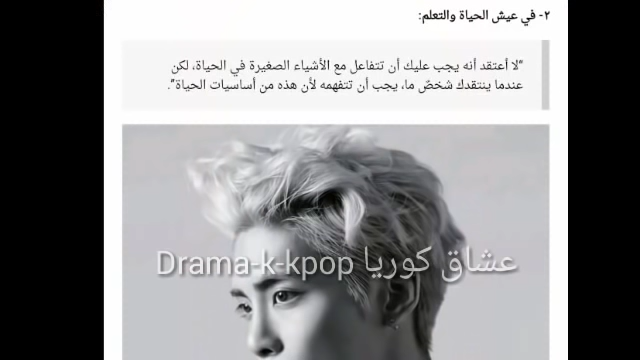 ٢- في عيش الحياة والتعلم:
"لا أعتقد أنه يجب عليك أن تتفاعل مع الأشياء الصغيرة في الحياة، لكن
عندما ينتقدك شخصٌ ما، يجب أن تتفهمه لأن هذه من أساسيات الحياة".
Drama-k-kpop عشاق كوريا